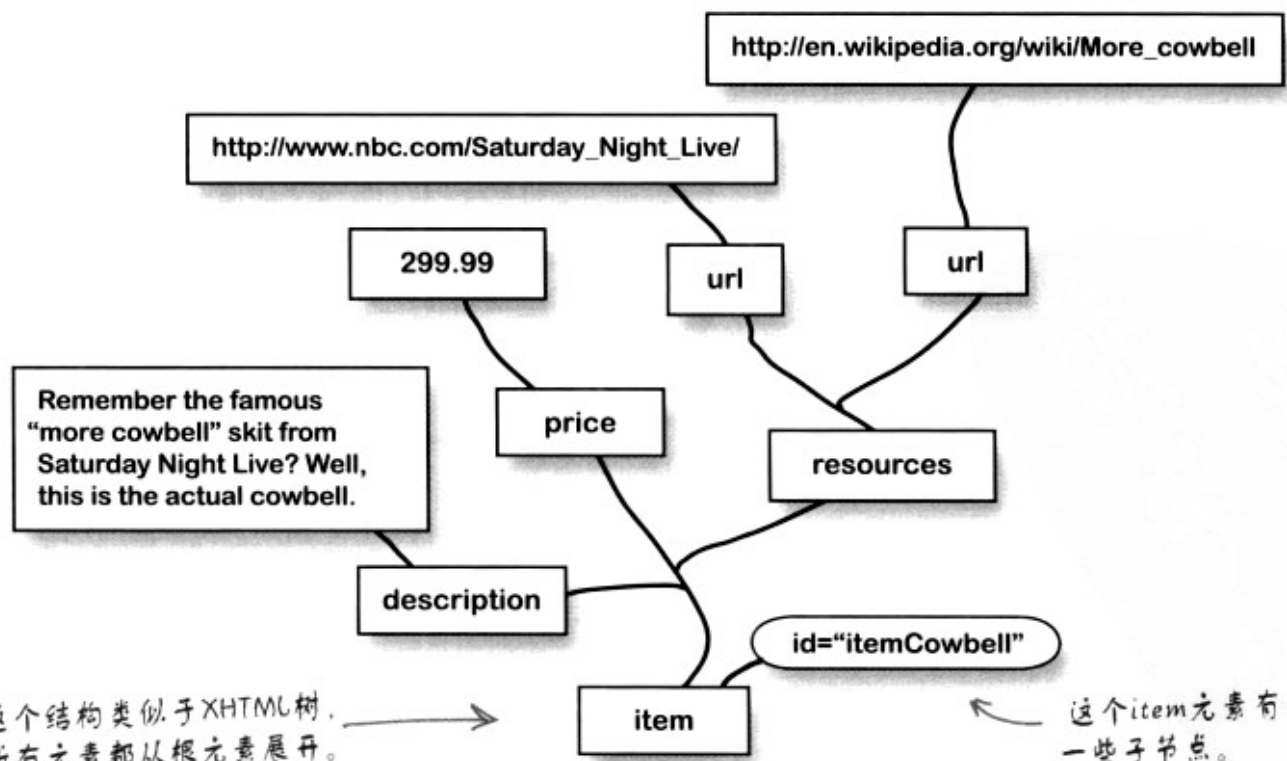 http://en.wikipedia.org/wiki/More_cowbell
http://www.nbc.com/Saturday_Night_Live/
299.99
url
url
Remember the famous
“more cowbell” skit from
Saturday Night Live? Well,
this is the actual cowbell.
price
resources
description
id=“itemCowbell”
item
这个结构类似于XHTML树.
所有元素都从根元素展开。
这个item元素有
一些子节点。